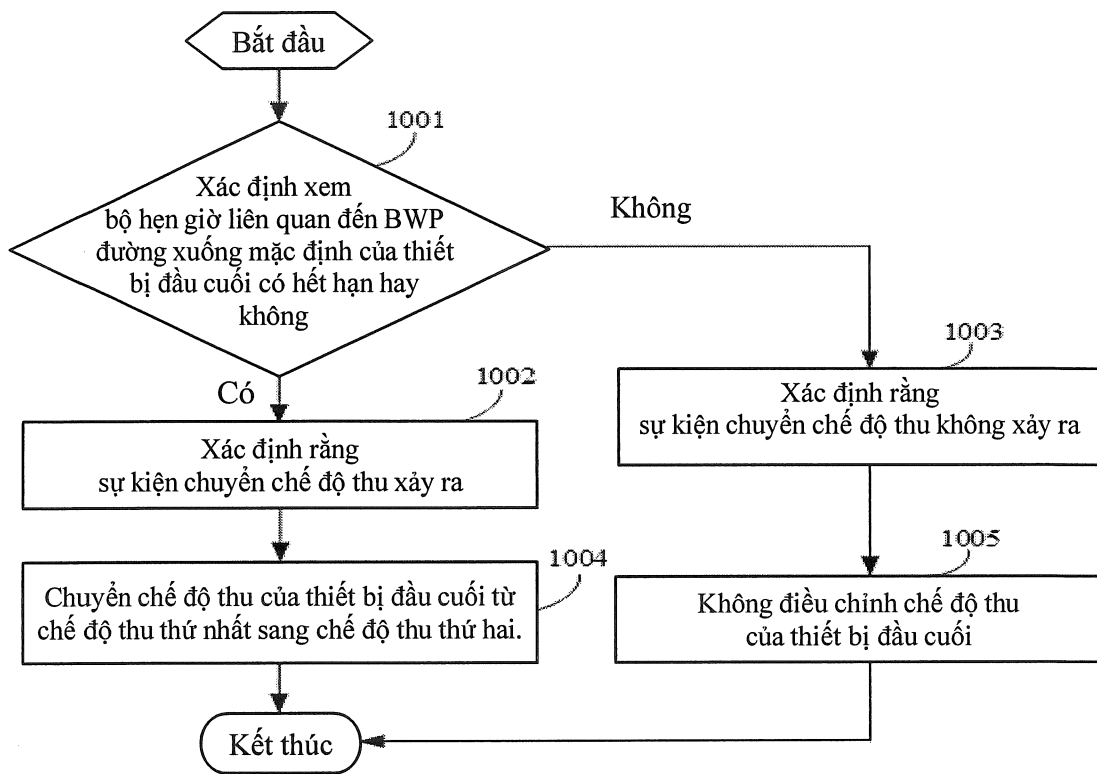 Bắt đầu
1001
Xác định xem
bộ hẹn giờ liên quan đến BWP
đường xuống mặc định của thiết
bị đầu cuối có hết hạn hay
không
Không
Có
1002
Xác định rằng
sự kiện chuyển chế độ thu xảy ra
1003
Xác định rằng
sự kiện chuyển chế độ thu không xảy ra
1004
Chuyển chế độ thu của thiết bị đầu cuối từ
chế độ thu thứ nhất sang chế độ thu thứ hai.
1005
Không điều chỉnh chế độ thu
của thiết bị đầu cuối
Kết thúc